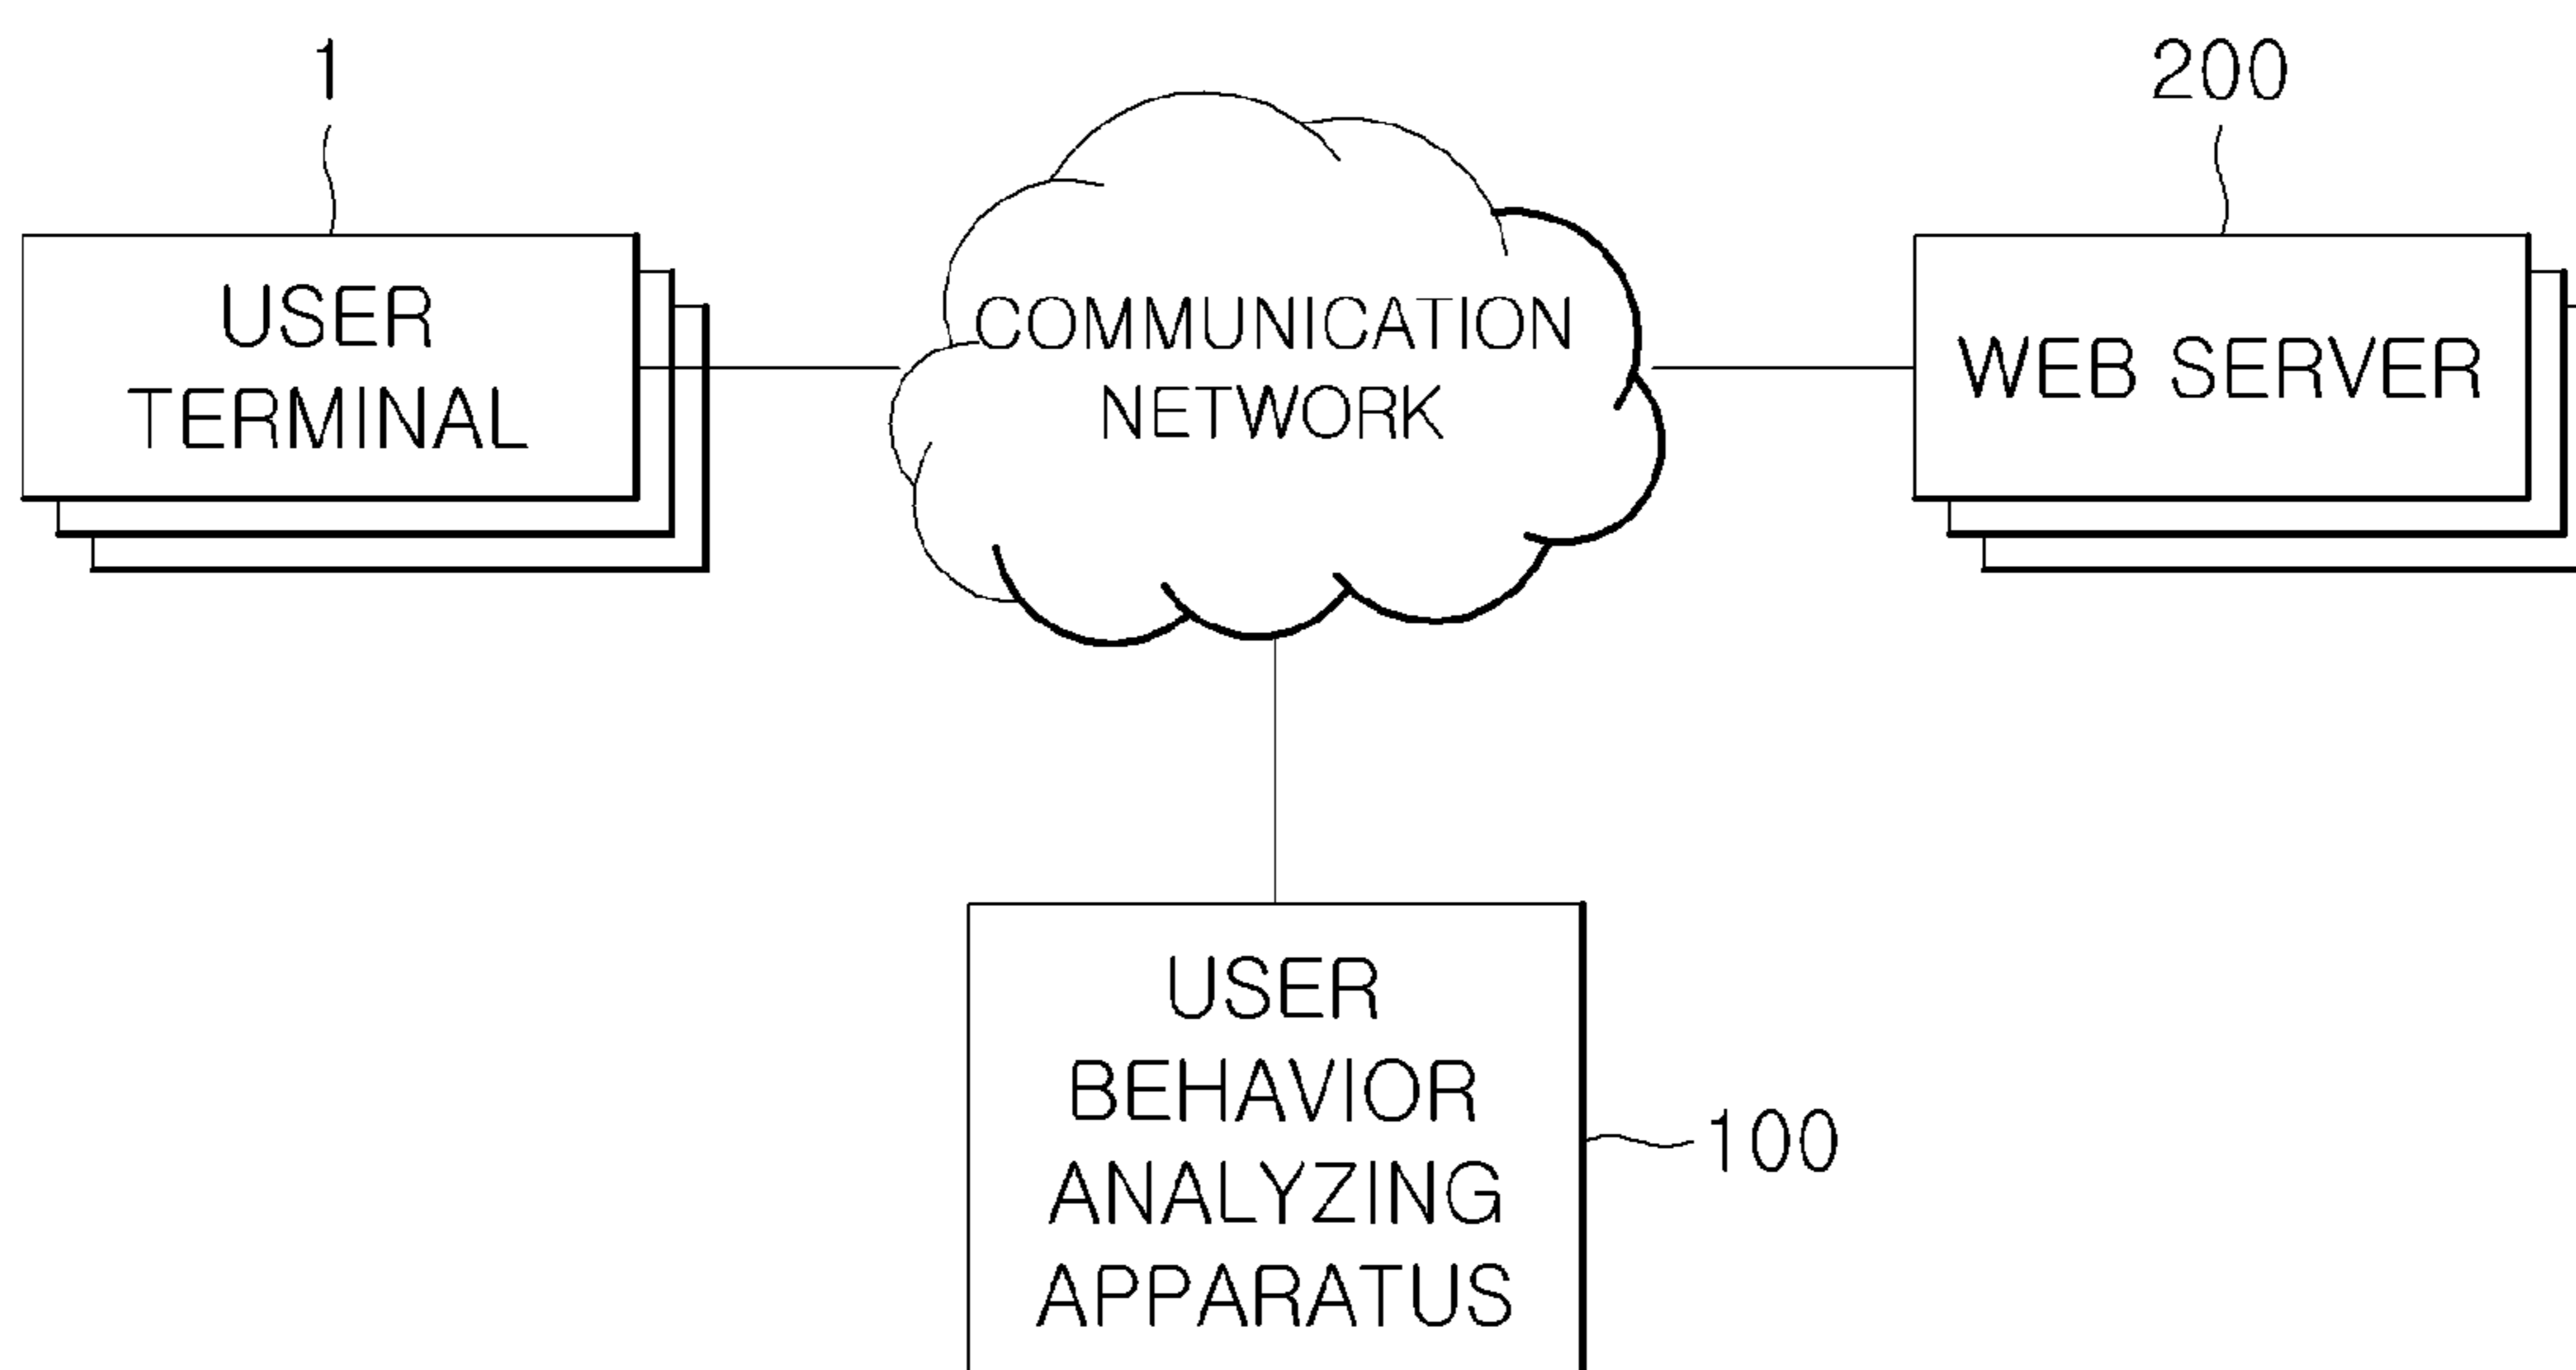 1
200
USER
TERMINAL
COMMUNICATION
NETWORK
WEB SERVER
USER
BEHAVIOR
ANALYZING
APPARATUS
100